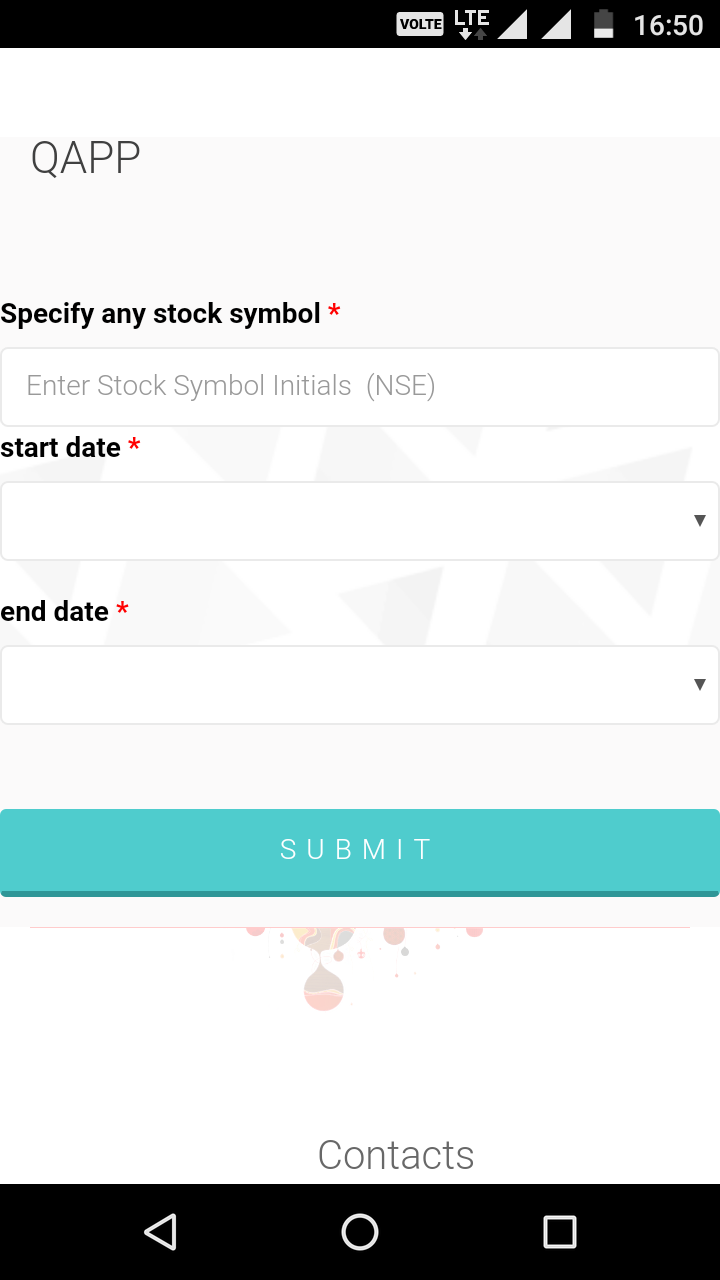 VOLTE LTE 16:50
QAPP
Specify any stock symbol *
Enter Stock Symbol Initials (NSE)
start date *
end date *
SUBMIT
Contacts